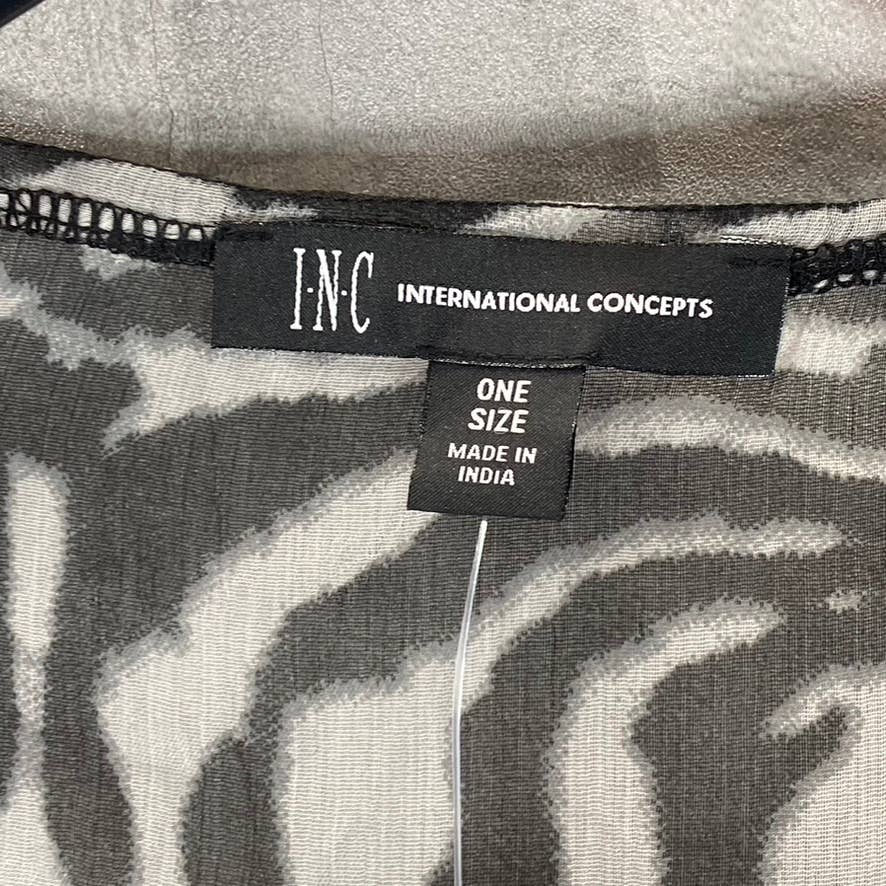 I·N·C INTERNATIONAL CONCEPTS
ONE
SIZE
MADE IN
INDIA